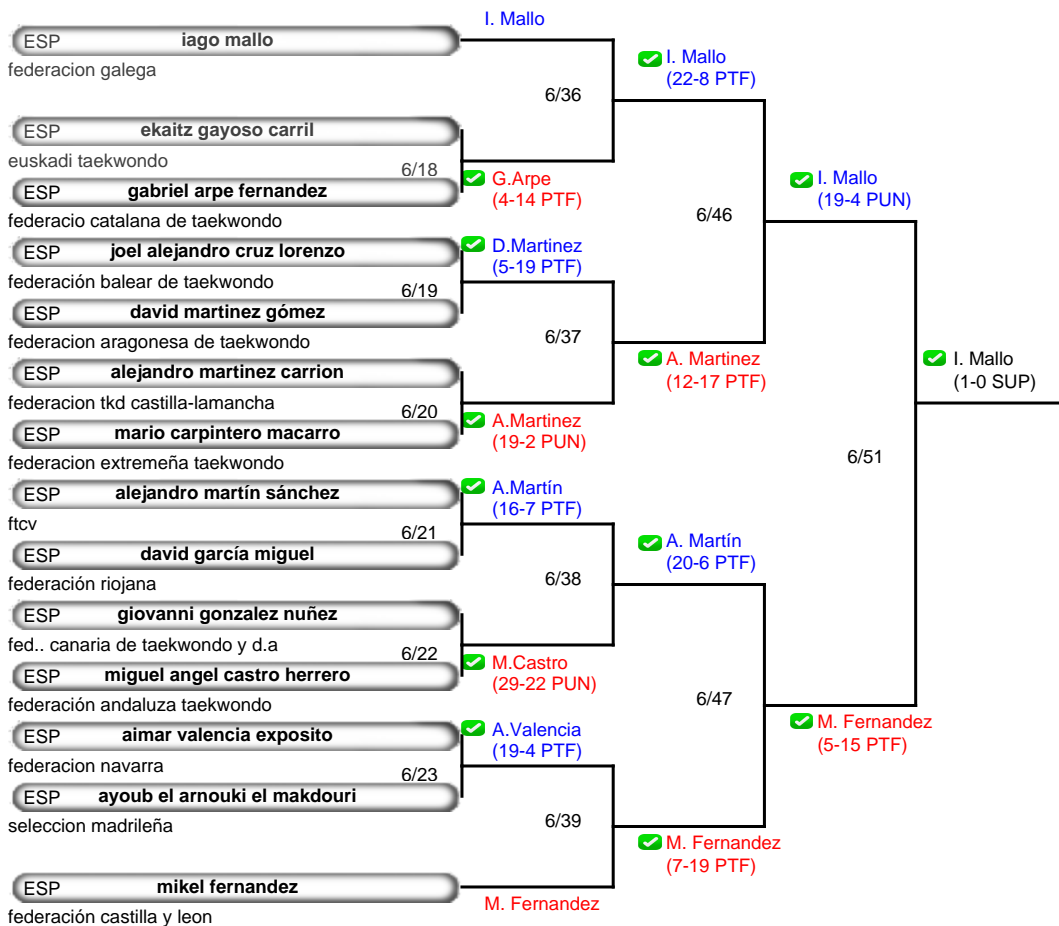 I. Mallo
ESP iago mallo
federacion galega
I. Mallo
(22-8 PTF)
6/36
ESP ekaitz gayoso carril
euskadi taekwondo
6/18
G.Arpe
(4-14 PTF)
ESP gabriel arpe fernandez
federacio catalana de taekwondo
I. Mallo
(19-4 PUN)
6/46
ESP joel alejandro cruz lorenzo
D.Martinez
(5-19 PTF)
federación balear de taekwondo
6/19
ESP david martinez gómez
federacion aragonesa de taekwondo
6/37
A. Martinez
(12-17 PTF)
I. Mallo
(1-0 SUP)
ESP alejandro martinez carrion
federacion tkd castilla-lamancha
6/20
A.Martinez
(19-2 PUN)
ESP mario carpintero macarro
federacion extremeña taekwondo
6/51
ESP alejandro martín sánchez
A.Martín
(16-7 PTF)
ftcv
6/21
ESP david garcía miguel
federación riojana
A. Martín
(20-6 PTF)
6/38
ESP giovanni gonzalez nuñez
fed.. canaria de taekwondo y d.a
6/22
M.Castro
(29-22 PUN)
ESP miguel angel castro herrero
federación andaluza taekwondo
6/47
M. Fernandez
(5-15 PTF)
ESP aimar valencia exposito
A.Valencia
(19-4 PTF)
federacion navarra
6/23
ESP ayoub el arnouki el makdouri
seleccion madrileña
6/39
M. Fernandez
(7-19 PTF)
ESP mikel fernandez
M. Fernandez
federación castilla y leon